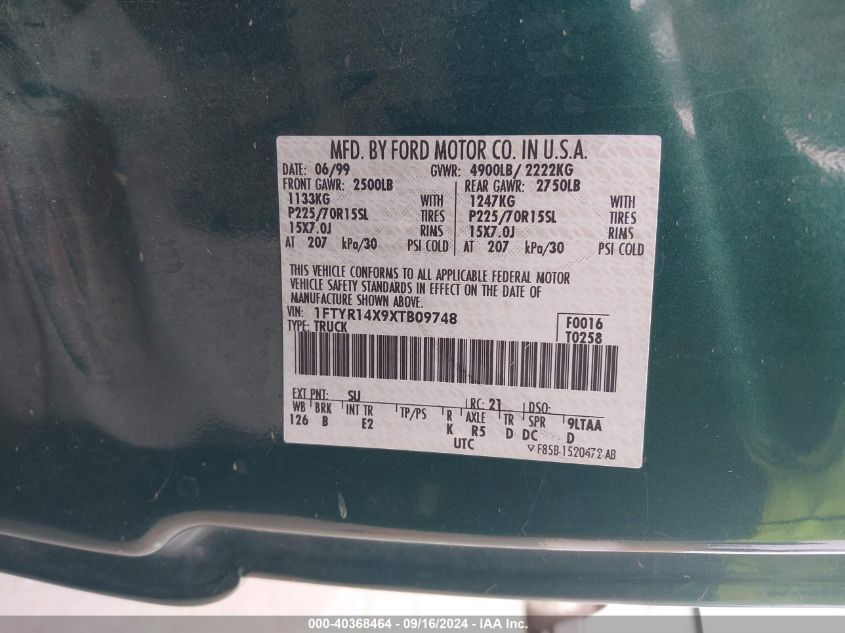 MFD. BY FORD MOTOR CO. IN U.S.A.
DATE: 06/99 GVWR: 4900LB/ 2222KG
FRONT GAWR: 2500LB REAR GAWR: 2750LB
1133KG WITH 1247KG WITH
P225/70R15SL TIRES P225/70R15SL TIRES
15X7.0J RIMS 15X7.0J RIMS
AT 207 kPa/30 PSI COLD AT 207 kPa/30 PSI COLD
THIS VEHICLE CONFORMS TO ALL APPLICABLE FEDERAL MOTOR
VEHICLE SAFETY STANDARDS IN EFFECT ON THE DATE OF
MANUFACTURE SHOWN ABOVE.
VIN: 1FTYR14X9XTB09748 F0016
TYPE: TRUCK T0258
EXT PNT: SU RC: 21 DSO:
WB BRK INT TR TP/PS R AXLE TR SPR 9LTAA
126 B E2 K R5 D DC D
UTC F85B-1520472-AB
000-40368464 - 09/16/2024 - IAA Inc.